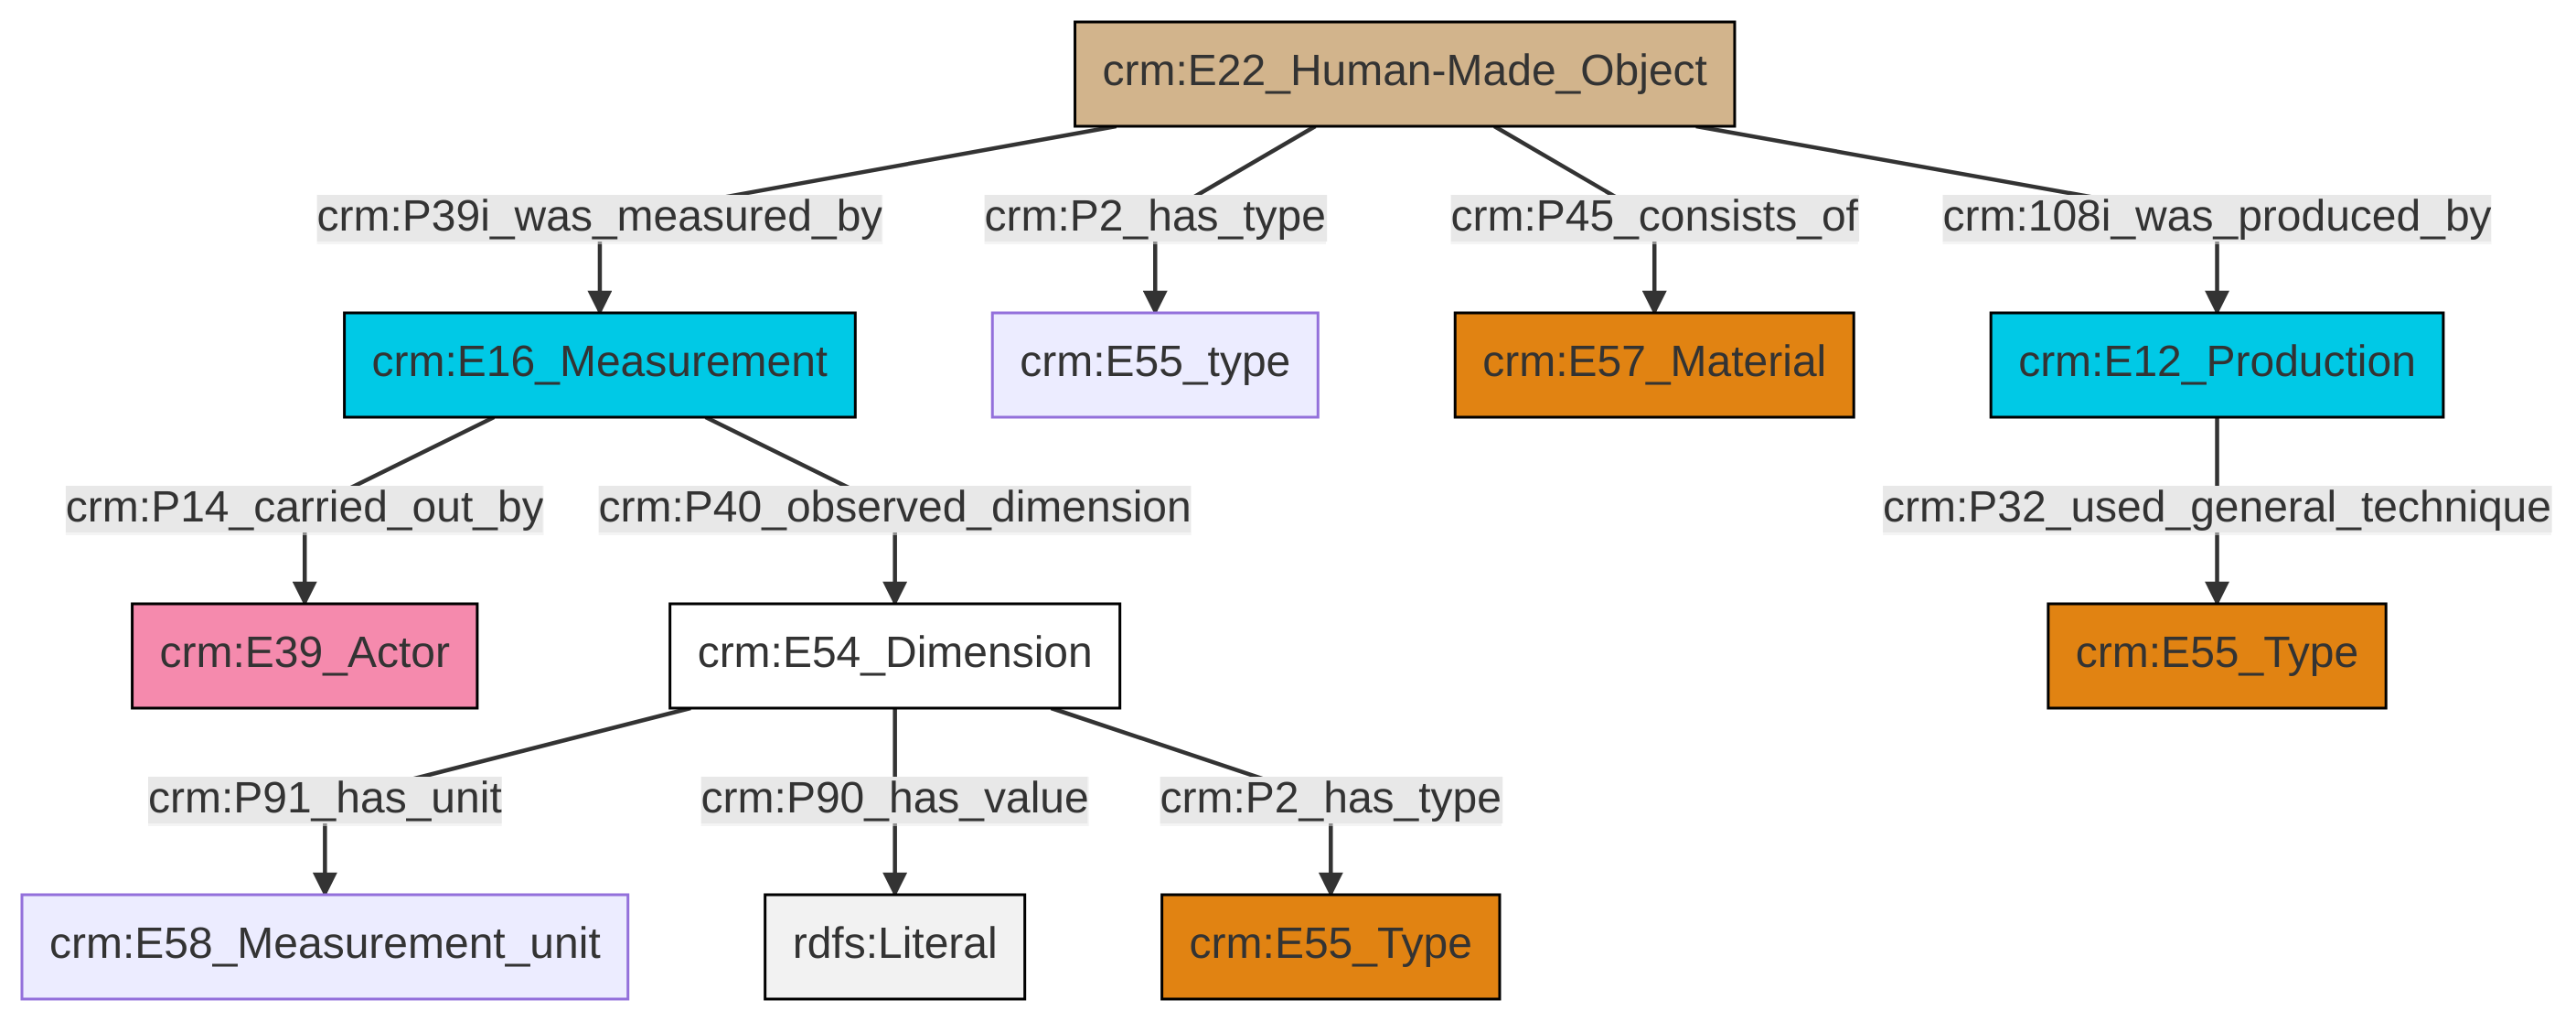 crm:E22_Human-Made_Object
crm:P39i_was_measured_by
crm:P2_has_type
crm:P45_consists_of
crm:108i_was_produced_by
crm:E16_Measurement
crm:E55_type
crm:E57_Material
crm:E12_Production
crm:P14_carried_out_by
crm:P40_observed_dimension
crm:P32_used_general_technique
crm:E39_Actor
crm:E54_Dimension
crm:E55_Type
crm:P91_has_unit
crm:P90_has_value
crm:P2_has_type
crm:E58_Measurement_unit
rdfs:Literal
crm:E55_Type